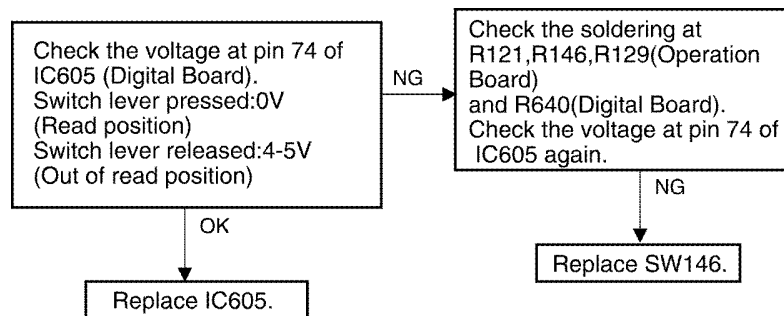 Check the voltage at pin 74 of
IC605 (Digital Board).
Switch lever pressed:0V
(Read position)
Switch lever released:4-5V
(Out of read position)
NG
Check the soldering at
R121,R146,R129(Operation
Board)
and R640(Digital Board).
Check the voltage at pin 74 of
IC605 again.
OK
NG
Replace IC605.
Replace SW146.